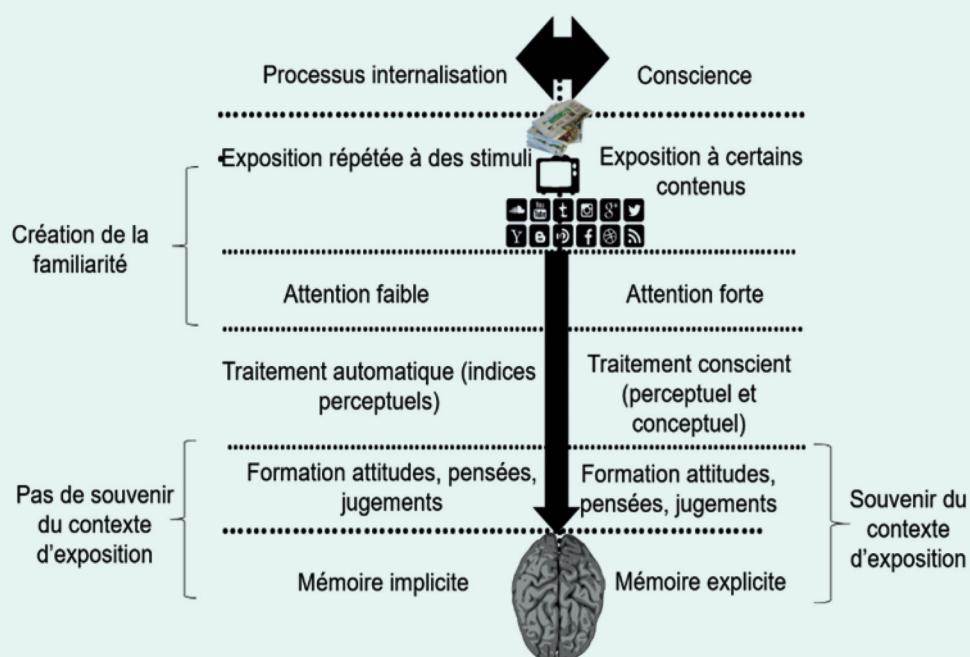 Processus internalisation
Conscience
Exposition répétée à des stimuli
Exposition à certains
contenus
You
Tube
t
g+
Y
B
f
Création de la
familiarité
Attention faible
Attention forte
Traitement automatique (indices
perceptuels)
Traitement conscient
(perceptuel et
conceptuel)
Formation attitudes, pensées,
jugements
Formation attitudes,
pensées, jugements
Pas de souvenir
du contexte
d’exposition
Souvenir du
contexte
d’exposition
Mémoire implicite
Mémoire explicite